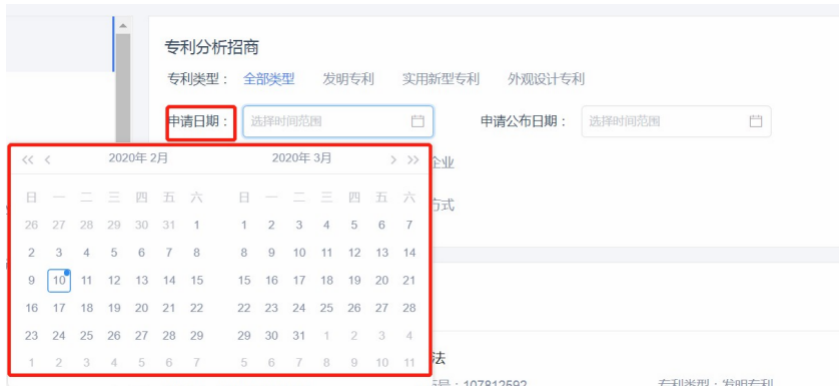 专利分析招商
专利类型： 全部类型 发明专利 实用新型专利 外观设计专利
申请日期： 选择时间范围 申请公布日期： 选择时间范围
<< < 2020年 2月 2020年 3月 > >>
企业
日 一 二 三 四 五 六 日 一 二 三 四 五 六
方式
26 27 28 29 30 31 1 1 2 3 4 5 6 7
2 3 4 5 6 7 8 8 9 10 11 12 13 14
9 10 11 12 13 14 15 15 16 17 18 19 20 21
16 17 18 19 20 21 22 22 23 24 25 26 27 28
23 24 25 26 27 28 29 29 30 31 1 2 3 4
1 2 3 4 5 6 7 5 6 7 8 9 10 11
法
号：107812592 专利类型：发明专利